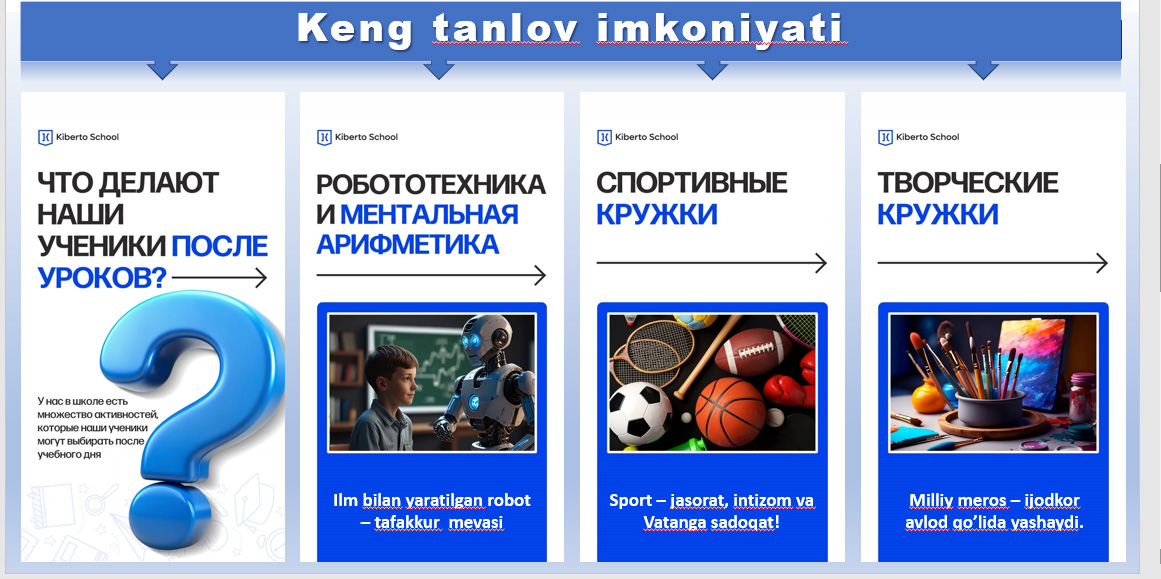 Keng tanlov imkoniyati
Kiberto School
ЧТО ДЕЛАЮТ
НАШИ
УЧЕНИКИ ПОСЛЕ
УРОКОВ?
У нас в школе есть
множество активностей,
которые наши ученики
могут выбирать после
учебного дня
Kiberto School
РОБОТОТЕХНИКА
И МЕНТАЛЬНАЯ
АРИФМЕТИКА
Ilm bilan yaratilgan robot
– tafakkur mevasi
Kiberto School
СПОРТИВНЫЕ
КРУЖКИ
Sport – jasorat, intizom va
Vatanga sadoqat!
Kiberto School
ТВОРЧЕСКИЕ
КРУЖКИ
Milliy meros – ijodkor
avlod qo’lida yashaydi.